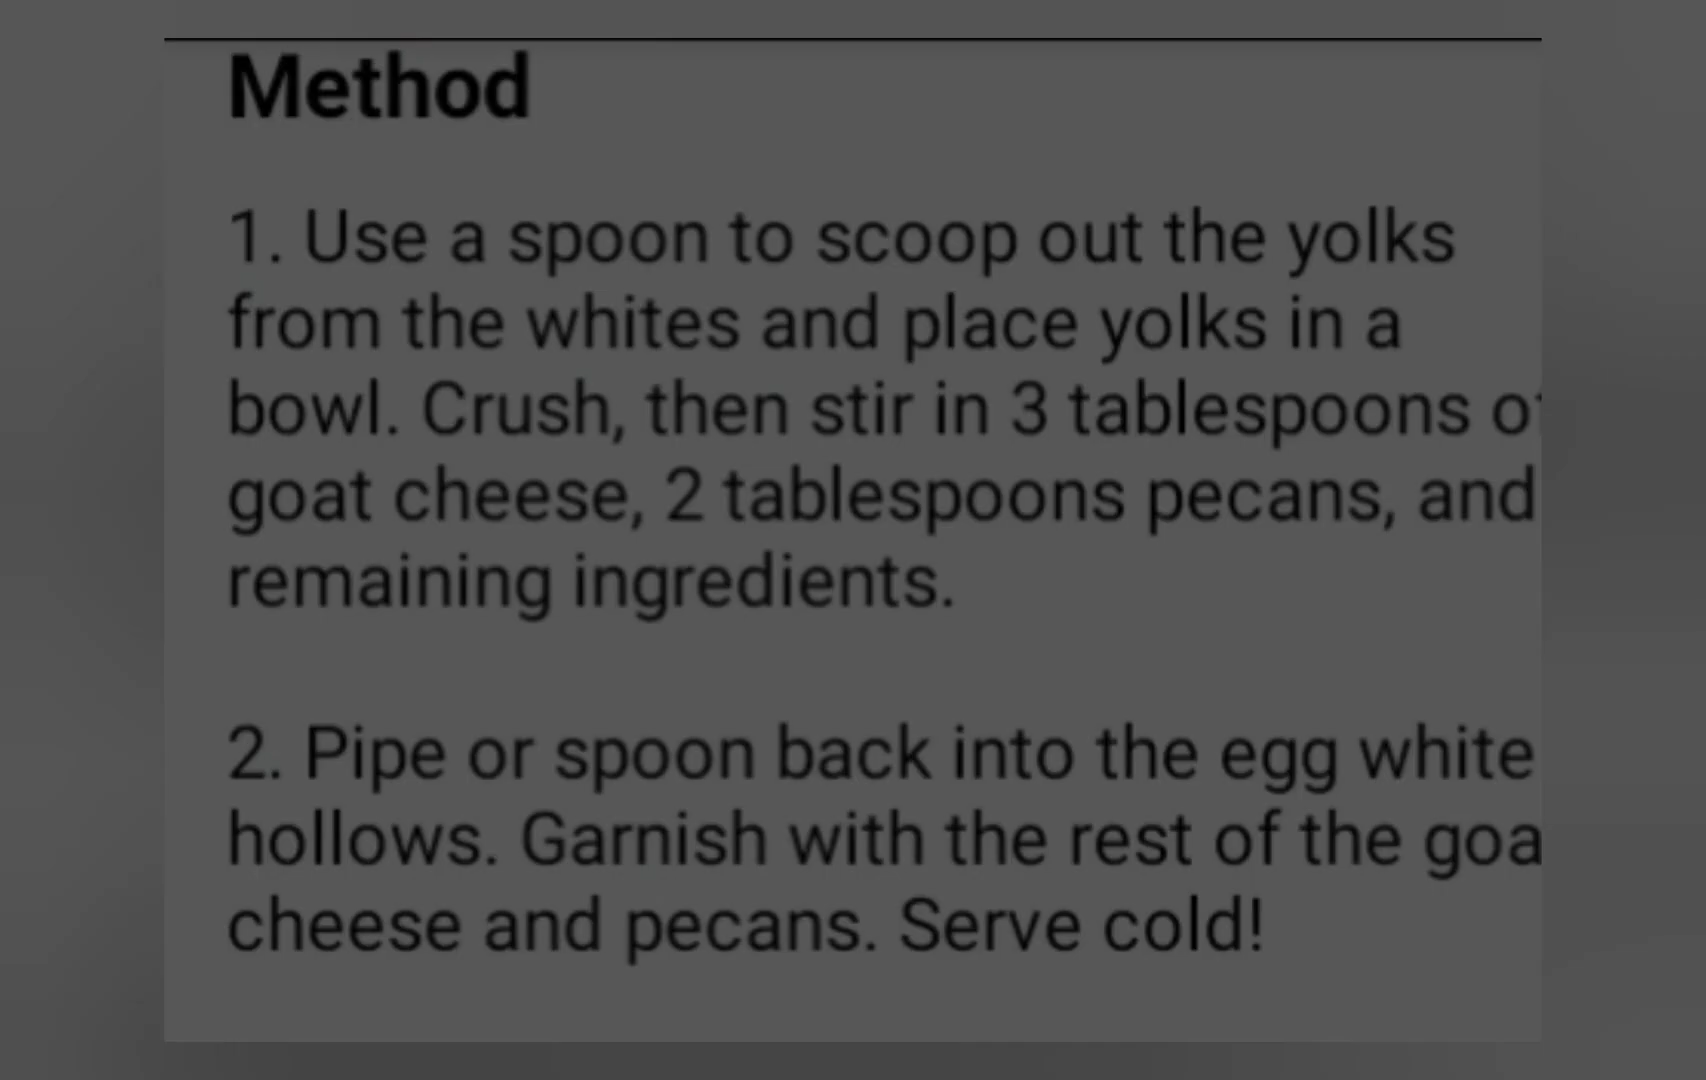 Method
1. Use a spoon to scoop out the yolks
from the whites and place yolks in a
bowl. Crush, then stir in 3 tablespoons of
goat cheese, 2 tablespoons pecans, and
remaining ingredients.
2. Pipe or spoon back into the egg white
hollows. Garnish with the rest of the goa
cheese and pecans. Serve cold!